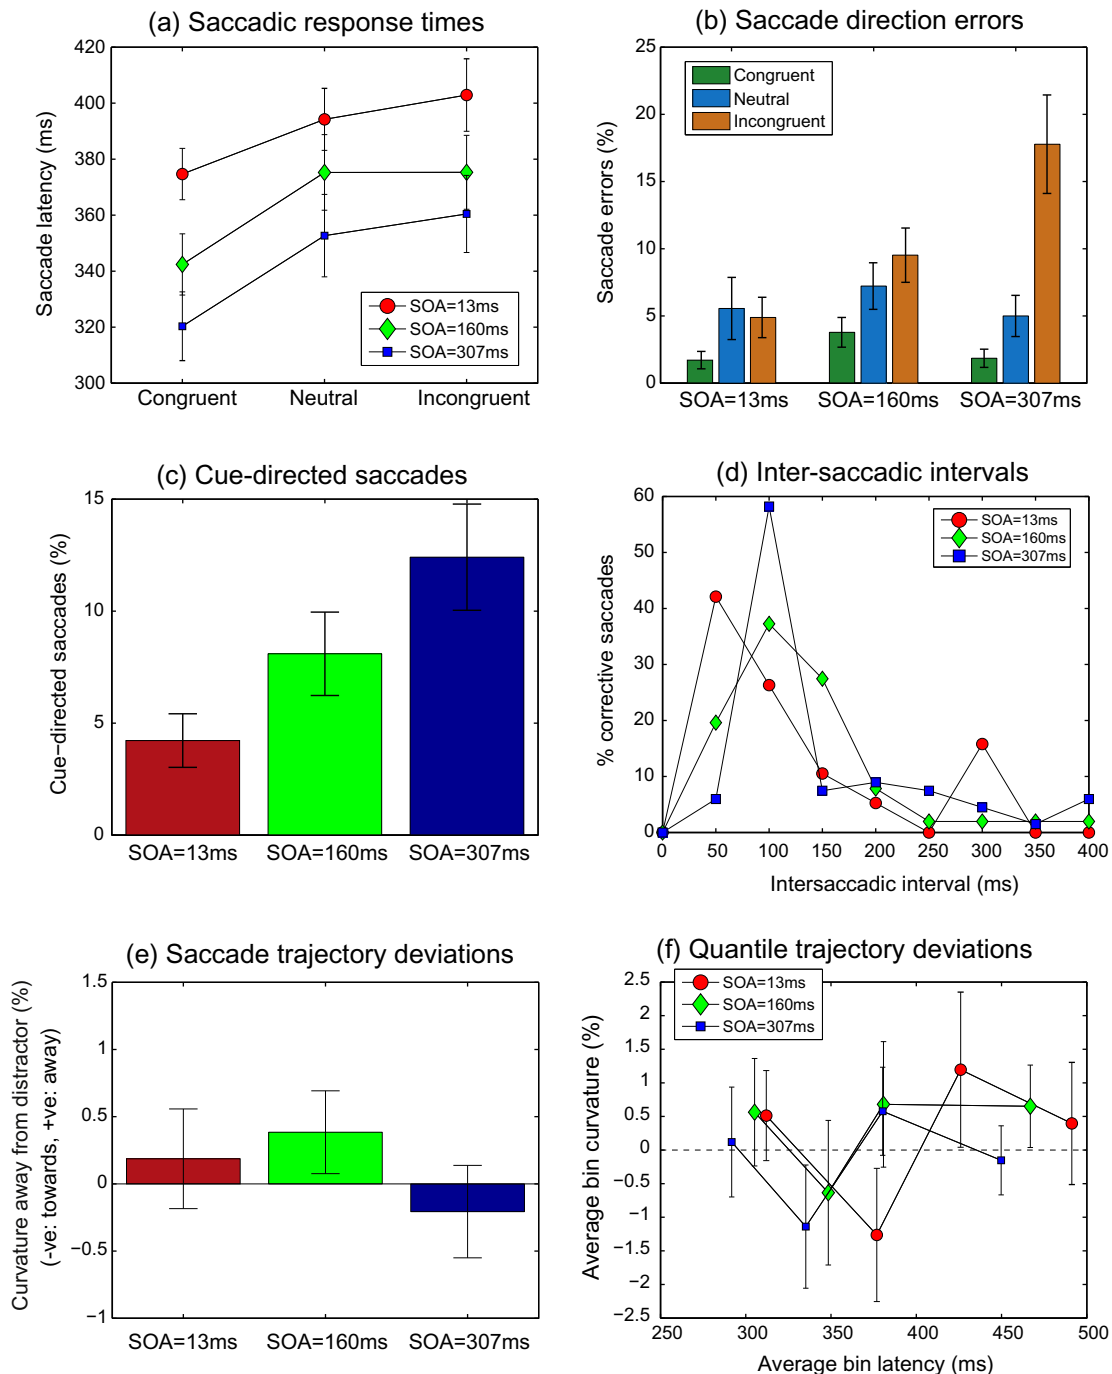 (a) Saccadic response times
Saccade latency (ms)
420
400
380
360
340
320
300
SOA=13ms
SOA=160ms
SOA=307ms
Congruent
Neutral
Incongruent
(b) Saccade direction errors
Saccade errors (%)
25
20
15
10
5
0
Congruent
Neutral
Incongruent
SOA=13ms
SOA=160ms
SOA=307ms
(c) Cue-directed saccades
Cue−directed saccades (%)
15
10
5
0
SOA=13ms
SOA=160ms
SOA=307ms
(d) Inter-saccadic intervals
% corrective saccades
60
50
40
30
20
10
0
SOA=13ms
SOA=160ms
SOA=307ms
0
50
100
150
200
250
300
350
400
Intersaccadic interval (ms)
(e) Saccade trajectory deviations
Curvature away from distractor (%)
(-ve: towards, +ve: away)
1.5
1
0.5
0
−0.5
−1
SOA=13ms
SOA=160ms
SOA=307ms
(f) Quantile trajectory deviations
Average bin curvature (%)
2.5
2
1.5
1
0.5
0
−0.5
−1
−1.5
−2
−2.5
SOA=13ms
SOA=160ms
SOA=307ms
250
300
350
400
450
500
Average bin latency (ms)